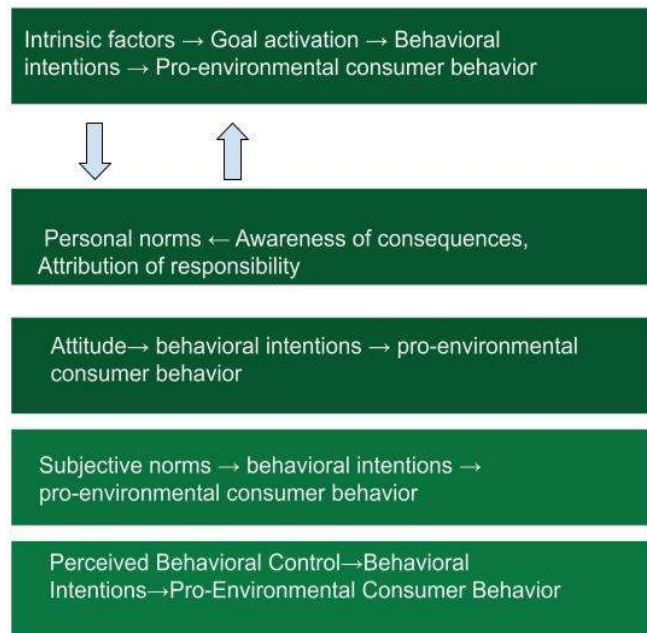 Intrinsic factors → Goal activation → Behavioral
intentions → Pro-environmental consumer behavior
Personal norms ← Awareness of consequences,
Attribution of responsibility
Attitude→ behavioral intentions → pro-environmental
consumer behavior
Subjective norms → behavioral intentions →
pro-environmental consumer behavior
Perceived Behavioral Control→Behavioral
Intentions→Pro-Environmental Consumer Behavior